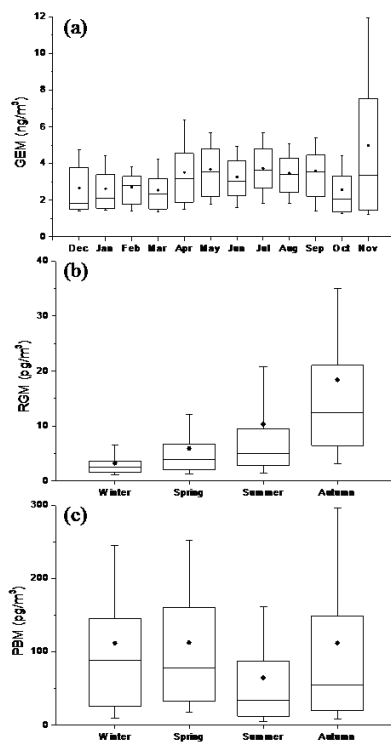 (a)
GEM (ng/m³)
12
10
8
6
4
2
0
Dec Jan Feb Mar Apr May Jun Jul Aug Sep Oct Nov
(b)
RGM (pg/m³)
40
30
20
10
0
Winter Spring Summer Autumn
(c)
PBM (pg/m³)
300
200
100
0
Winter Spring Summer Autumn